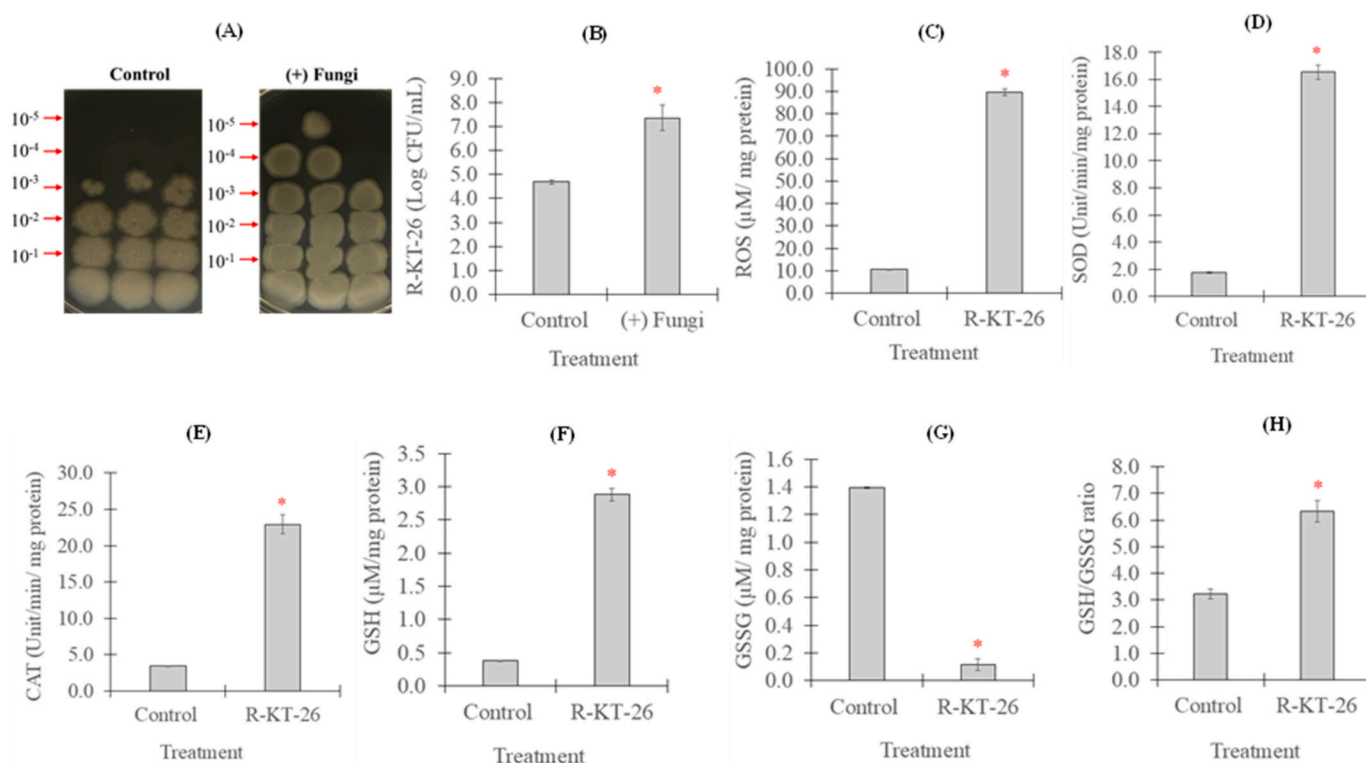 (A)
Control
(+) Fungi
10-5
10-4
10-3
10-2
10-1
10-5
10-4
10-3
10-2
10-1
(B)
R-KT-26 (Log CFU/mL)
9.0
8.0
7.0
6.0
5.0
4.0
3.0
2.0
1.0
0.0
*
Control
(+) Fungi
Treatment
(C)
ROS (µM/ mg pretein)
100.0
90.0
80.0
70.0
60.0
50.0
40.0
30.0
20.0
10.0
0.0
*
Control
R-KT-26
Treatment
(D)
SOD (Unit/min/mg protein)
18.0
16.0
14.0
12.0
10.0
8.0
6.0
4.0
2.0
0.0
*
Control
R-KT-26
Treatment
(E)
CAT (Unit/min/ mg protein)
30.0
25.0
20.0
15.0
10.0
5.0
0.0
*
Control
R-KT-26
Treatment
(F)
GSH (µM/mg protein)
3.5
3.0
2.5
2.0
1.5
1.0
0.5
0.0
*
Control
R-KT-26
Treatment
(G)
GSSG (µM/ mg protein)
1.6
1.4
1.2
1.0
0.8
0.6
0.4
0.2
0.0
*
Control
R-KT-26
Treatment
(H)
GSH/GSSG ratio
8.0
7.0
6.0
5.0
4.0
3.0
2.0
1.0
0.0
*
Control
R-KT-26
Treatment